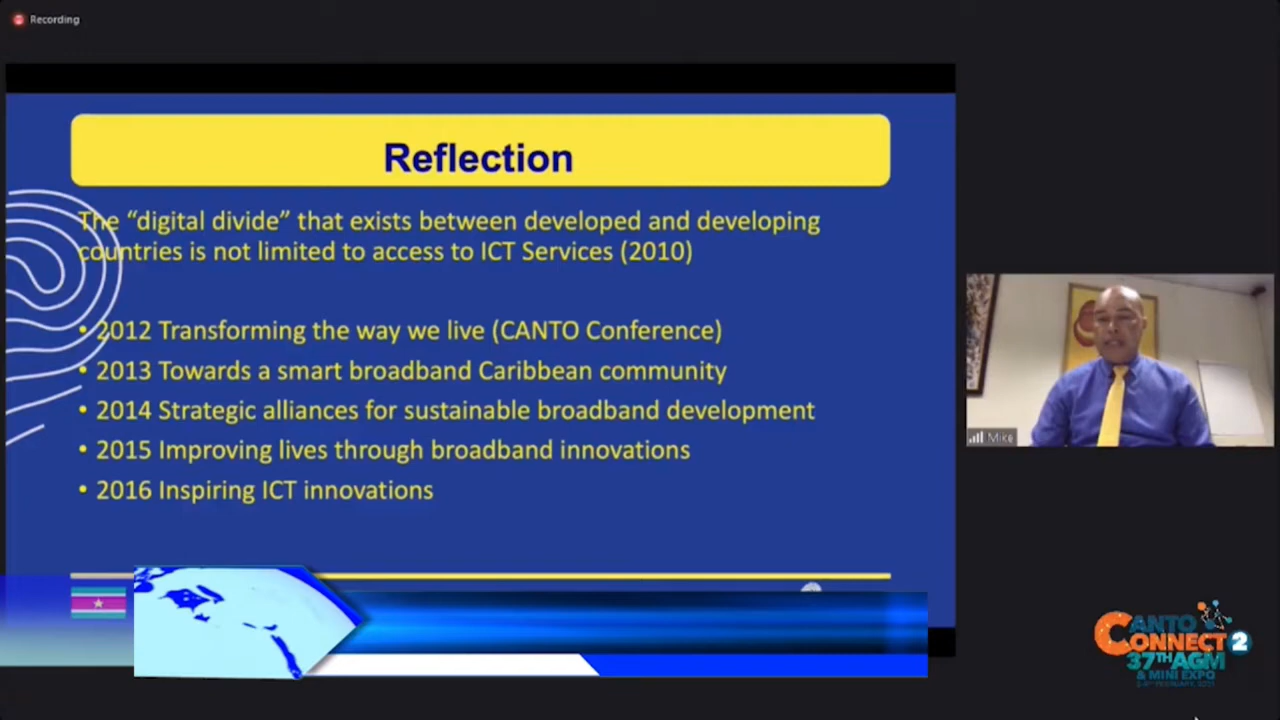 Recording
Reflection
The “digital divide” that exists between developed and developing
countries is not limited to access to ICT Services (2010)
• 2012 Transforming the way we live (CANTO Conference)
• 2013 Towards a smart broadband Caribbean community
• 2014 Strategic alliances for sustainable broadband development
• 2015 Improving lives through broadband innovations
• 2016 Inspiring ICT innovations
Mike
CANTO
CONNECT 2
37TH AGM
& MINI EXPO